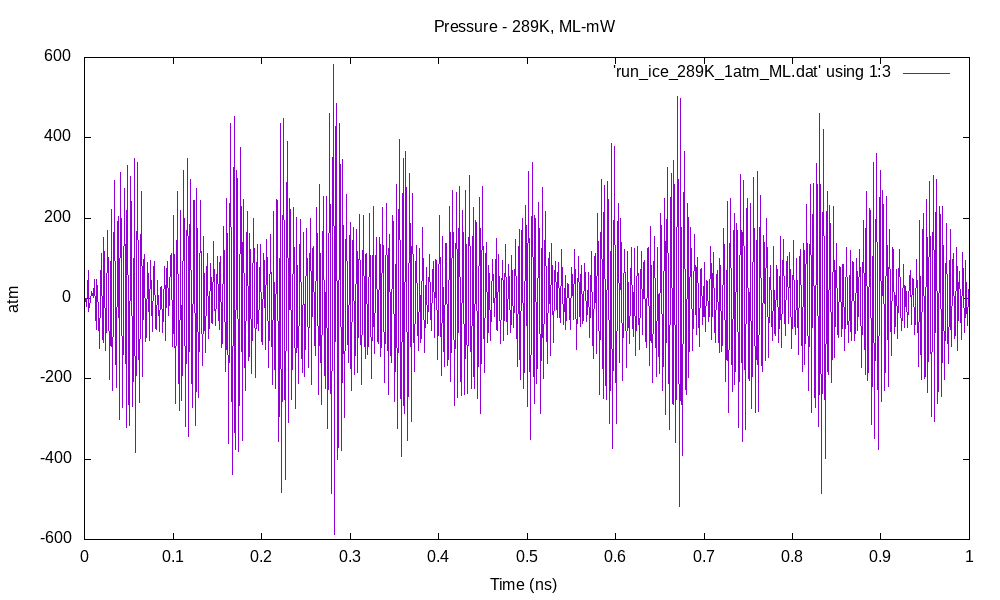 Pressure - 289K, ML-mW
'run_ice_289K_1atm_ML.dat' using 1:3
600
400
200
0
-200
-400
-600
atm
0 0.1 0.2 0.3 0.4 0.5 0.6 0.7 0.8 0.9 1
Time (ns)